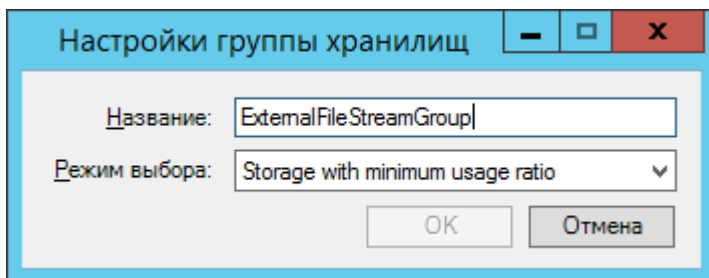 Настройки группы хранилищ
Название: ExternalFileStreamGroup
Режим выбора: Storage with minimum usage ratio
OK Отмена